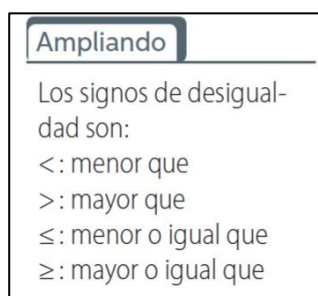 Ampliando
Los signos de desigual-
dad son:
<: menor que
>: mayor que
≤: menor o igual que
≥: mayor o igual que